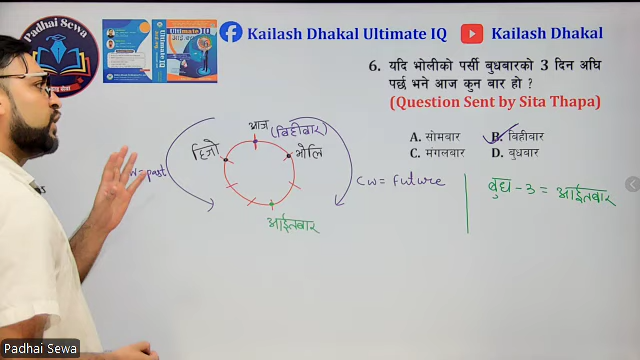 Padhai Sewa
Ultimate IQ
Kailash Dhakal Ultimate IQ
Kailash Dhakal
6. यदि भोलीको पर्सी बुधबारको 3 दिन अघि
पर्छ भने आज कुन बार हो ?
(Question Sent by Sita Thapa)
A. सोमबार
B. बिहीबार
C. मंगलबार
D. बुधबार
आज (बिहीबार)
हिजो
भोलि
आईतबार
w=past
CW = Future
बुध - 3 = आईतबार
Padhai Sewa